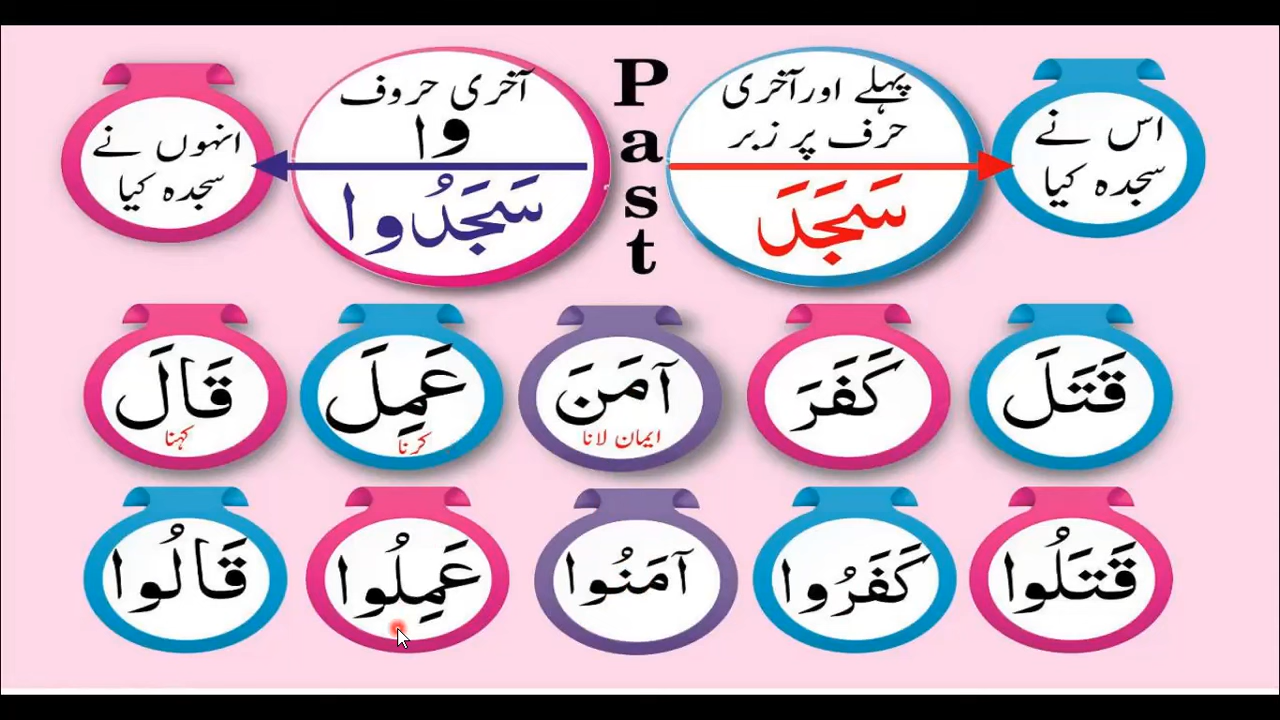 اس نے
سجدہ کیا
پہلے اور آخری
حرف پر زبر
سَجَدَ
Past
آخری حروف
وا
سَجَدُوا
انہوں نے
سجدہ کیا
قَتَلَ
كَفَرَ
آمَنَ
ایمان لانا
عَمِلَ
کرنا
قَالَ
کہنا
قَتَلُوا
كَفَرُوا
آمَنُوا
عَمِلُوا
قَالُوا